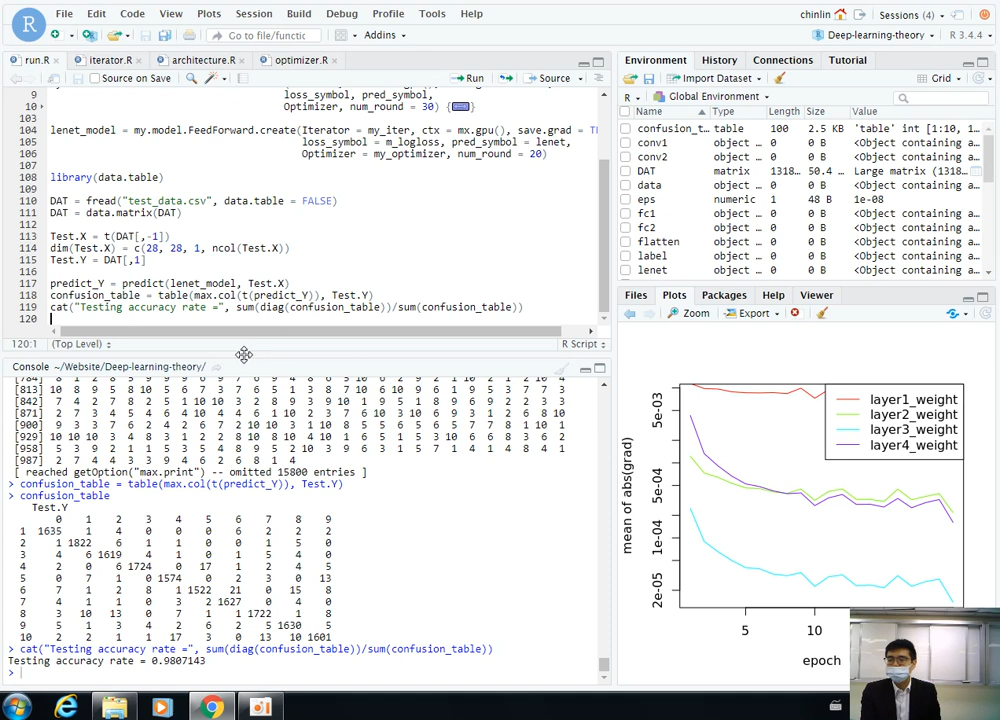 File Edit Code View Plots Session Build Debug Profile Tools Help
chinlin Sessions (4)
Go to file/functic Addins
Deep-learning-theory R 3.4.4
run.R iterator.R architecture.R optimizer.R
Source on Save Run Source
9 loss_symbol, pred_symbol,
10 Optimizer, num_round = 30) {
103
104 lenet_model = my.model.FeedForward.create(Iterator = my_iter, ctx = mx.gpu(), save.grad =
105 loss_symbol = m_logloss, pred_symbol = lenet,
106 Optimizer = my_optimizer, num_round = 20)
107
108 library(data.table)
109
110 DAT = fread("test_data.csv", data.table = FALSE)
111 DAT = data.matrix(DAT)
112
113 Test.X = t(DAT[,-1])
114 dim(Test.X) = c(28, 28, 1, ncol(Test.X))
115 Test.Y = DAT[,1]
116
117 predict_Y = predict(lenet_model, Test.X)
118 confusion_table = table(max.col(t(predict_Y)), Test.Y)
119 cat("Testing accuracy rate =", sum(diag(confusion_table))/sum(confusion_table))
120
120:1 (Top Level) R Script
Console ~/Website/Deep-learning-theory/
[ reached getOption("max.print") -- omitted 15800 entries ]
> confusion_table = table(max.col(t(predict_Y)), Test.Y)
> confusion_table
Test.Y
0 1 2 3 4 5 6 7 8 9
1 1635 1 4 0 0 0 6 2 2 2
2 1 1822 6 1 1 0 0 1 5 0
3 4 6 1619 4 1 0 1 5 4 0
4 2 0 6 1724 0 17 1 2 4 5
5 0 7 1 0 1574 0 2 3 0 13
6 7 1 2 8 1 1522 21 0 15 8
7 4 1 1 0 3 2 1627 0 4 0
8 3 10 13 0 7 1 1 1722 1 8
9 5 1 3 4 2 6 2 5 1630 5
10 2 2 1 1 17 3 0 13 10 1601
> cat("Testing accuracy rate =", sum(diag(confusion_table))/sum(confusion_table))
Testing accuracy rate = 0.9807143
>
Environment History Connections Tutorial
Import Dataset Grid
R Global Environment
Name Type Length Size Value
confusion_t… table 100 2.5 KB 'table' int [1:10, 1…
conv1 object … 0 0 B <Object containing a…
conv2 object … 0 0 B <Object containing a…
DAT matrix 1318… 50.4 … Large matrix (1318…
data object … 0 0 B <Object containing a…
eps numeric 1 48 B 1e-08
fc1 object … 0 0 B <Object containing a…
fc2 object … 0 0 B <Object containing a…
flatten object … 0 0 B <Object containing a…
label object … 0 0 B <Object containing a…
lenet object … 0 0 B <Object containing a…
Files Plots Packages Help Viewer
Zoom Export
layer1_weight
layer2_weight
layer3_weight
layer4_weight
mean of abs(grad)
5e-03
5e-04
1e-04
2e-05
5 10
epoch